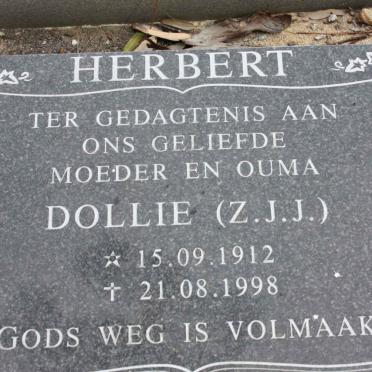 HERBERT
TER GEDAGTENIS AAN
ONS GELIEFDE
MOEDER EN OUMA
DOLLIE (Z.J.J.)
☆ 15.09.1912
✝ 21.08.1998
GODS WEG IS VOLMAAK